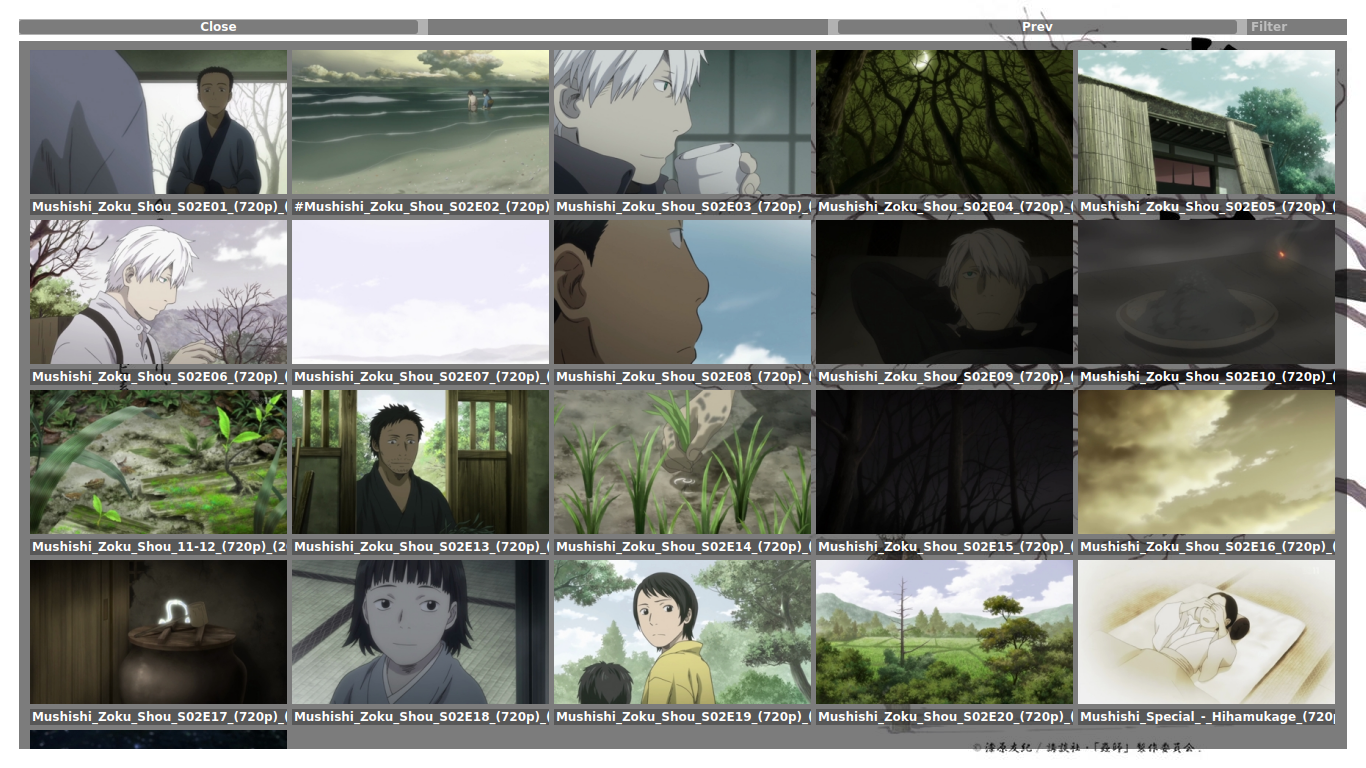 Close Prev Filter
Mushishi_Zoku_Shou_S02E01_(720p)_( #Mushishi_Zoku_Shou_S02E02_(720p) Mushishi_Zoku_Shou_S02E03_(720p)_( Mushishi_Zoku_Shou_S02E04_(720p)_( Mushishi_Zoku_Shou_S02E05_(720p)_(
Mushishi_Zoku_Shou_S02E06_(720p)_( Mushishi_Zoku_Shou_S02E07_(720p)_( Mushishi_Zoku_Shou_S02E08_(720p)_( Mushishi_Zoku_Shou_S02E09_(720p)_( Mushishi_Zoku_Shou_S02E10_(720p)_(
Mushishi_Zoku_Shou_11-12_(720p)_(2 Mushishi_Zoku_Shou_S02E13_(720p)_( Mushishi_Zoku_Shou_S02E14_(720p)_( Mushishi_Zoku_Shou_S02E15_(720p)_( Mushishi_Zoku_Shou_S02E16_(720p)_(
Mushishi_Zoku_Shou_S02E17_(720p)_( Mushishi_Zoku_Shou_S02E18_(720p)_( Mushishi_Zoku_Shou_S02E19_(720p)_( Mushishi_Zoku_Shou_S02E20_(720p)_( Mushishi_Special_-_Hihamukage_(720p
©漆原友紀/講談社・「蟲師」製作委員会.